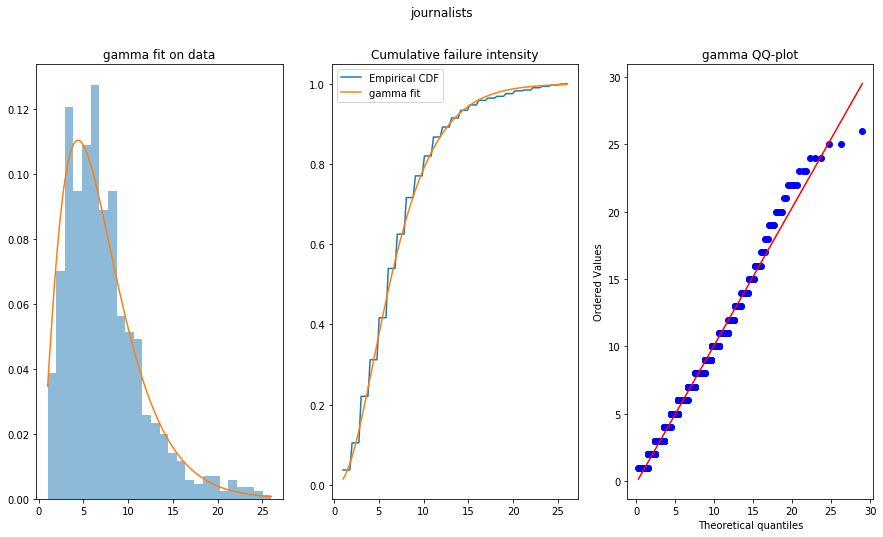 journalists
gamma fit on data
0.12
0.10
0.08
0.06
0.04
0.02
0.00
0 5 10 15 20 25
Cumulative failure intensity
Empirical CDF
gamma fit
1.0
0.8
0.6
0.4
0.2
0.0
0 5 10 15 20 25
gamma QQ-plot
Ordered Values
30
25
20
15
10
5
0
0 5 10 15 20 25 30
Theoretical quantiles